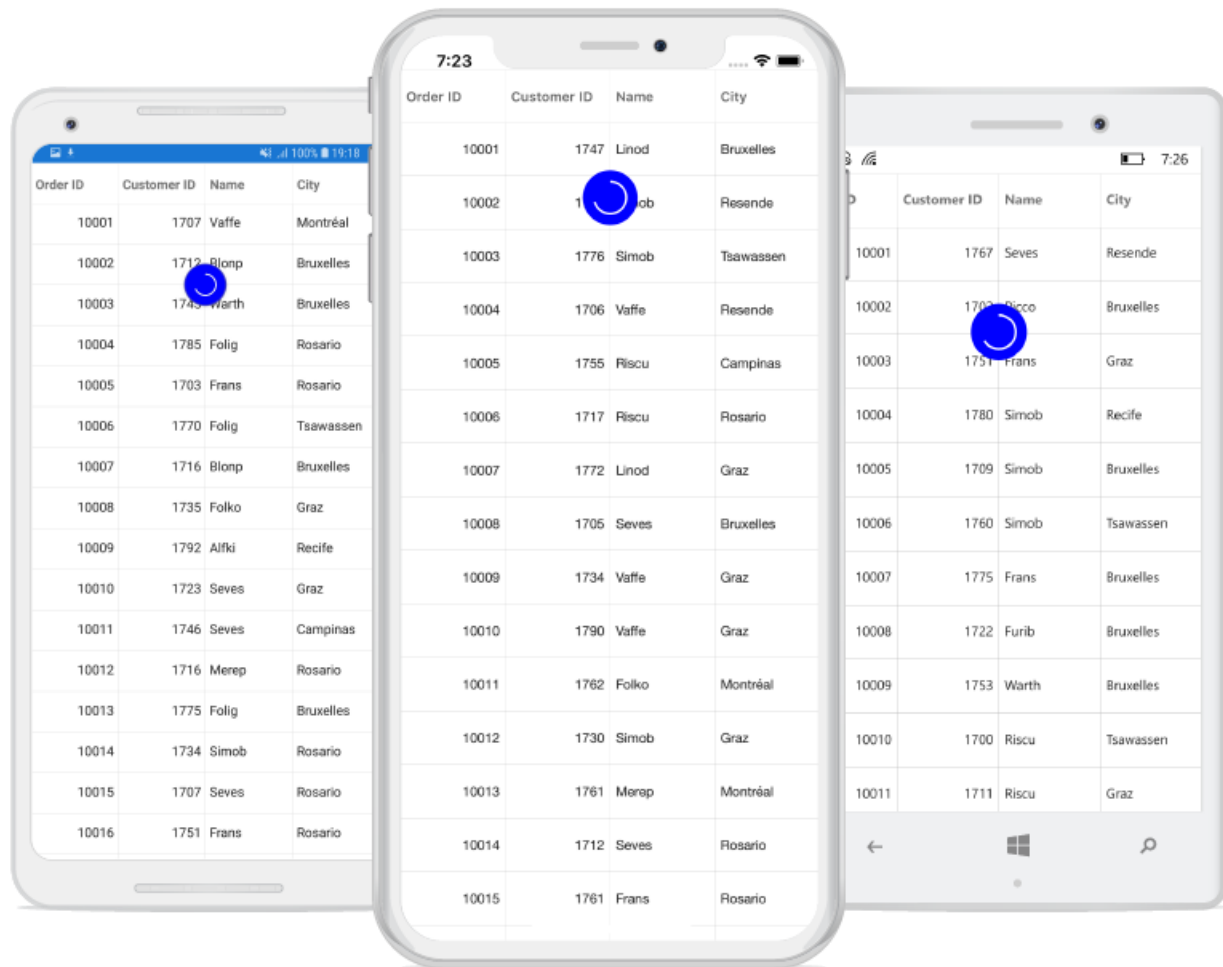 100% 19:18
Order ID Customer ID Name City
10001 1707 Vaffe Montréal
10002 1712 Blonp Bruxelles
10003 Warth Bruxelles
10004 1785 Folig Rosario
10005 1703 Frans Rosario
10006 1770 Folig Tsawassen
10007 1716 Blonp Bruxelles
10008 1735 Folko Graz
10009 1792 Alfki Recife
10010 1723 Seves Graz
10011 1746 Seves Campinas
10012 1716 Merep Rosario
10013 1775 Folig Bruxelles
10014 1734 Simob Rosario
10015 1707 Seves Rosario
10016 1751 Frans Rosario
7:23
Order ID Customer ID Name City
10001 1747 Linod Bruxelles
10002 Resende
10003 1776 Simob Tsawassen
10004 1706 Vaffe Resende
10005 1755 Riscu Campinas
10006 1717 Riscu Rosario
10007 1772 Linod Graz
10008 1705 Seves Bruxelles
10009 1734 Vaffe Graz
10010 1790 Vaffe Graz
10011 1762 Folko Montréal
10012 1730 Simob Graz
10013 1761 Merep Montréal
10014 1712 Seves Rosario
10015 1761 Frans Rosario
7:26
Customer ID Name City
10001 1767 Seves Resende
10002 Ricco Bruxelles
10003 1751 Frans Graz
10004 1780 Simob Recife
10005 1709 Simob Bruxelles
10006 1760 Simob Tsawassen
10007 1775 Frans Bruxelles
10008 1722 Furib Bruxelles
10009 1753 Warth Bruxelles
10010 1700 Riscu Tsawassen
10011 1711 Riscu Graz